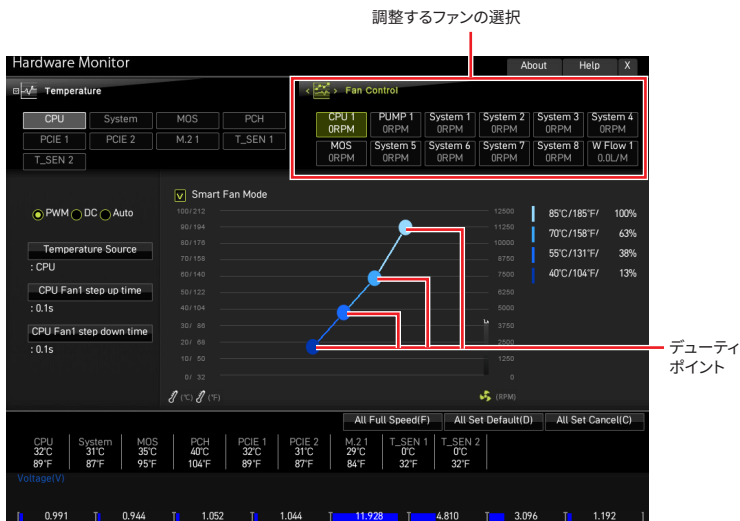 調整するファンの選択
Hardware Monitor
About Help X
Temperature
Fan Control
CPU System MOS PCH
PCIE 1 PCIE 2 M.2 1 T_SEN 1
T_SEN 2
CPU 1 PUMP 1 System 1 System 2 System 3 System 4
0RPM 0RPM 0RPM 0RPM 0RPM 0RPM
MOS System 5 System 6 System 7 System 8 W Flow 1
0RPM 0RPM 0RPM 0RPM 0RPM 0.0L/M
PWM DC Auto
Temperature Source
: CPU
CPU Fan1 step up time
: 0.1s
CPU Fan1 step down time
: 0.1s
Smart Fan Mode
100/212 12500
90/194 11250
80/176 10000
70/158 8750
60/140 7500
50/122 6250
40/104 5000
30/ 86 3750
20/ 68 2500
10/ 50 1250
0/ 32 0
(℃) (℉) (RPM)
85℃/185℉/ 100%
70℃/158℉/ 63%
55℃/131℉/ 38%
40℃/104℉/ 13%
デューティ
ポイント
All Full Speed(F) All Set Default(D) All Set Cancel(C)
CPU System MOS PCH PCIE 1 PCIE 2 M.2 1 T_SEN 1 T_SEN 2
32℃ 31℃ 35℃ 40℃ 32℃ 31℃ 29℃ 0℃ 0℃
89℉ 87℉ 95℉ 104℉ 89℉ 87℉ 84℉ 32℉ 32℉
Voltage(V)
0.991 0.944 1.052 1.044 11.928 4.810 3.096 1.192